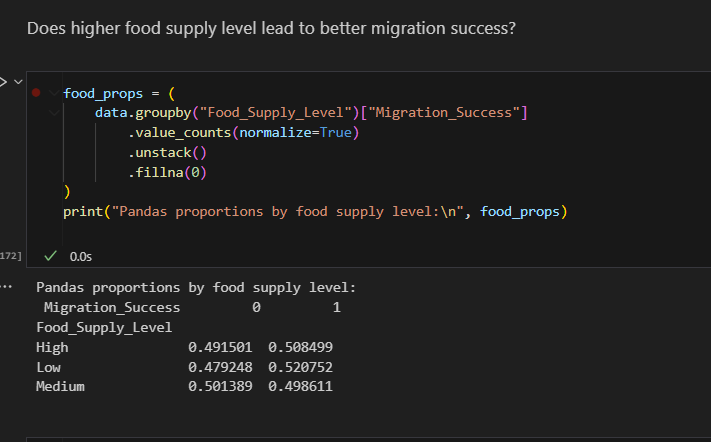 Does higher food supply level lead to better migration success?
food_props = (
data.groupby("Food_Supply_Level")["Migration_Success"]
.value_counts(normalize=True)
.unstack()
.fillna(0)
)
print("Pandas proportions by food supply level:\n", food_props)
172] 0.0s
... Pandas proportions by food supply level:
Migration_Success 0 1
Food_Supply_Level
High 0.491501 0.508499
Low 0.479248 0.520752
Medium 0.501389 0.498611